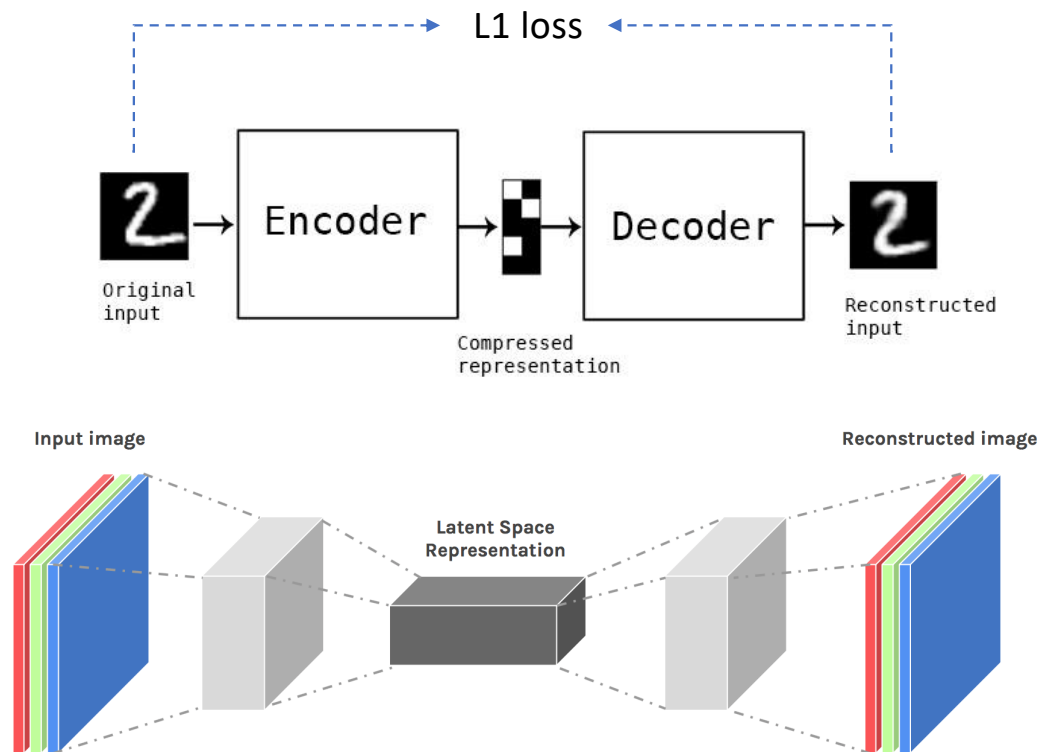 L1 loss
Encoder
Decoder
Original
input
Compressed
representation
Reconstructed
input
Input image
Reconstructed image
Latent Space
Representation